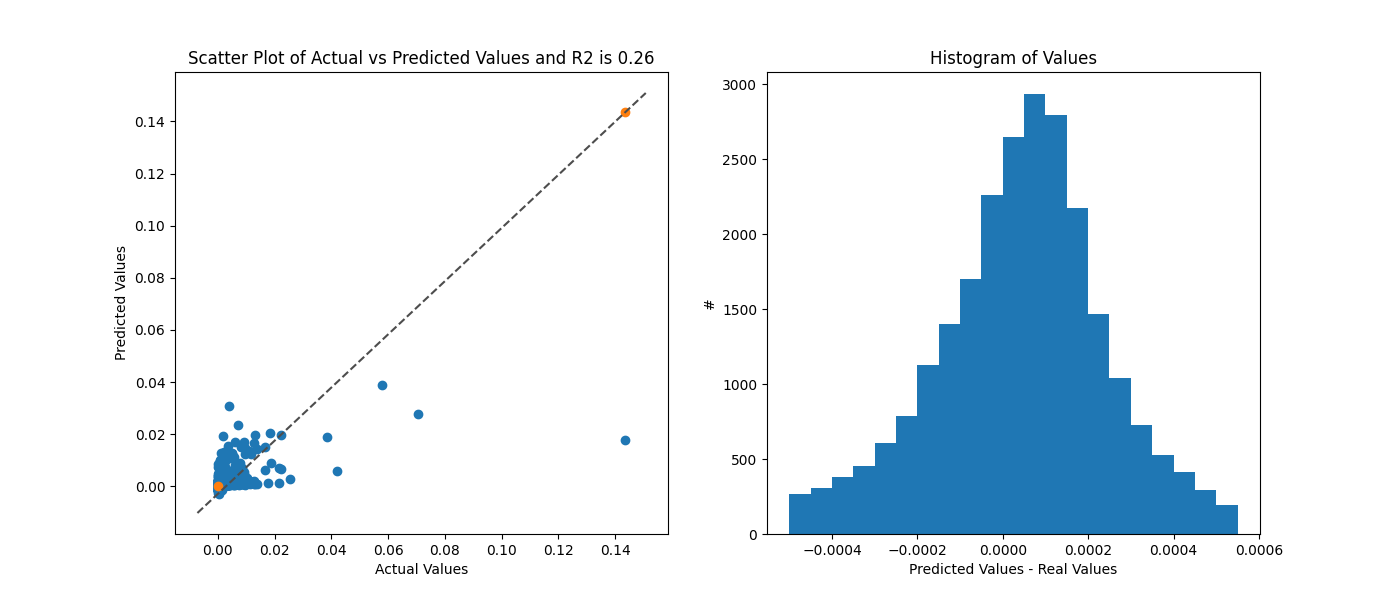 Scatter Plot of Actual vs Predicted Values and R2 is 0.26
Predicted Values
0.14
0.12
0.10
0.08
0.06
0.04
0.02
0.00
0.00 0.02 0.04 0.06 0.08 0.10 0.12 0.14
Actual Values
Histogram of Values
#
3000
2500
2000
1500
1000
500
0
−0.0004 −0.0002 0.0000 0.0002 0.0004 0.0006
Predicted Values - Real Values